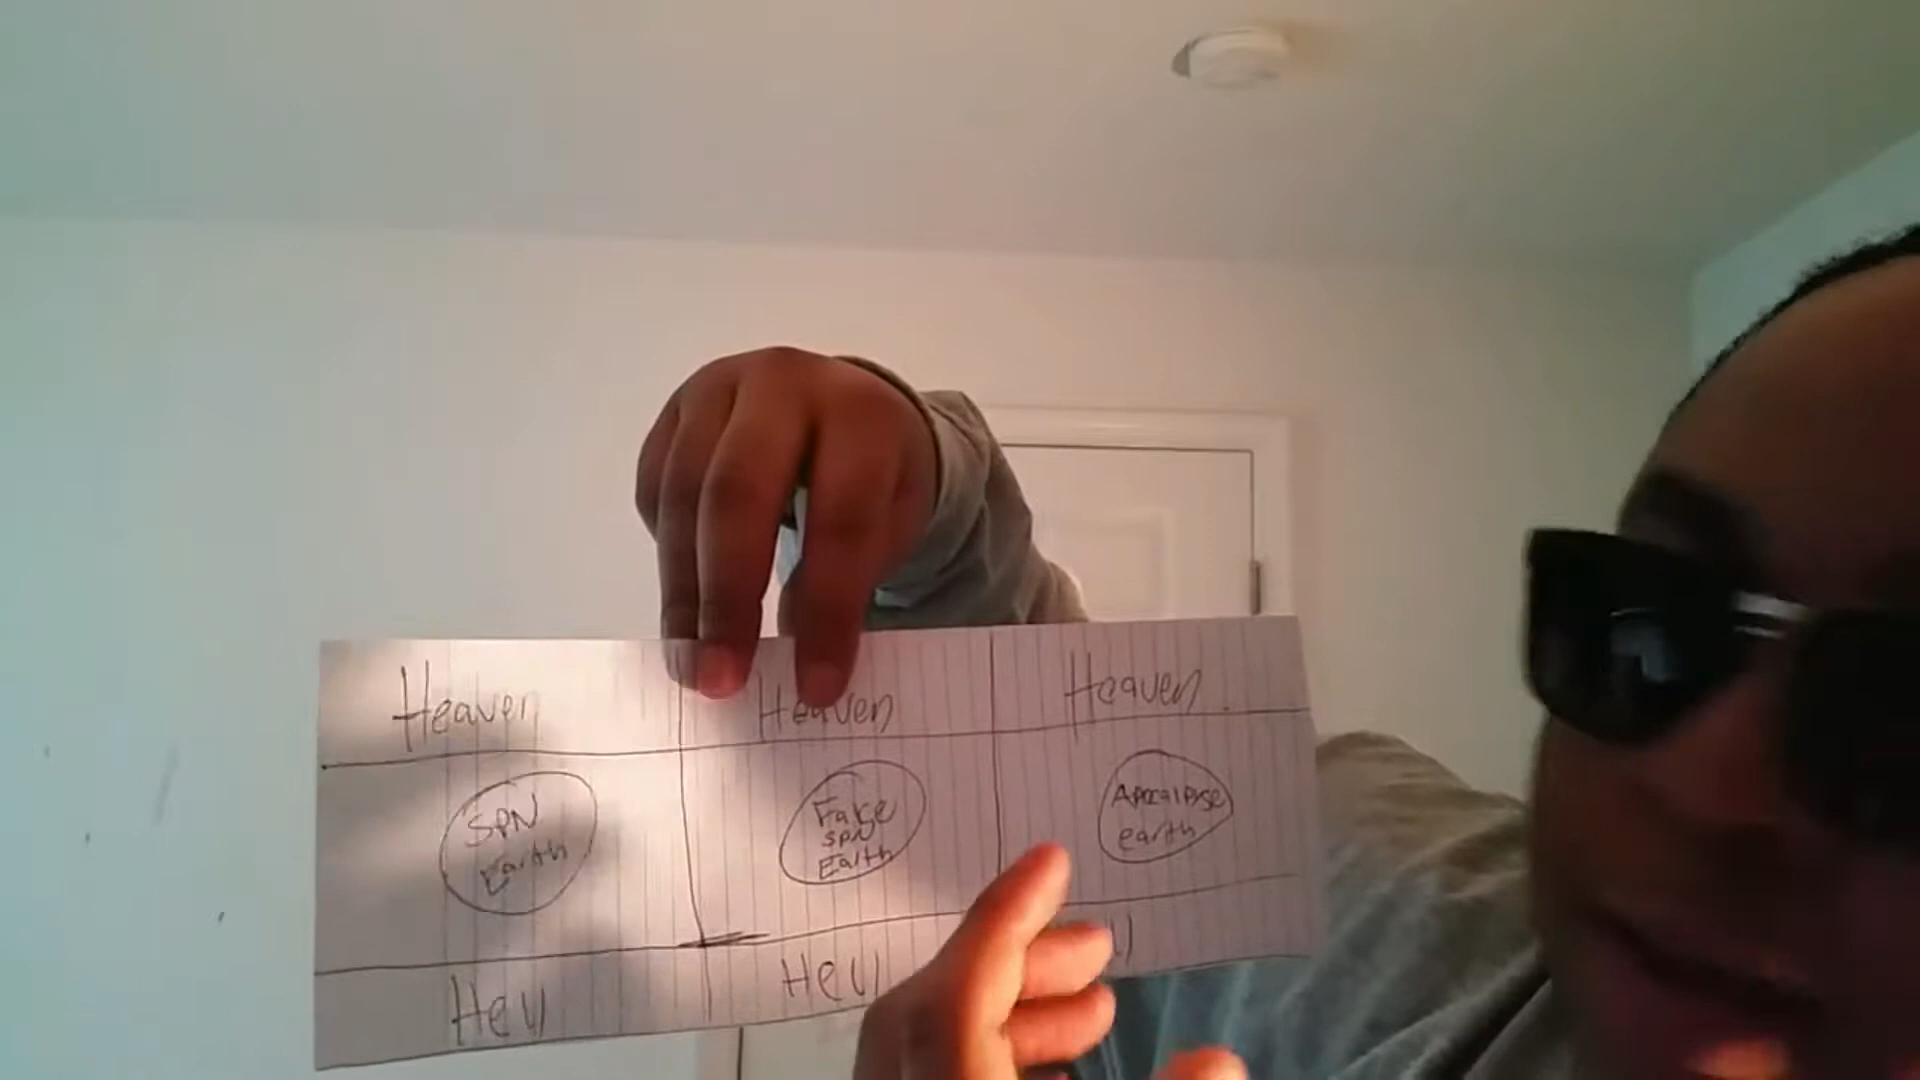 Heaven Heaven Heaven
SPN
Earth
Fake
SPN
Earth
Apocalypse
earth
Hell Hell